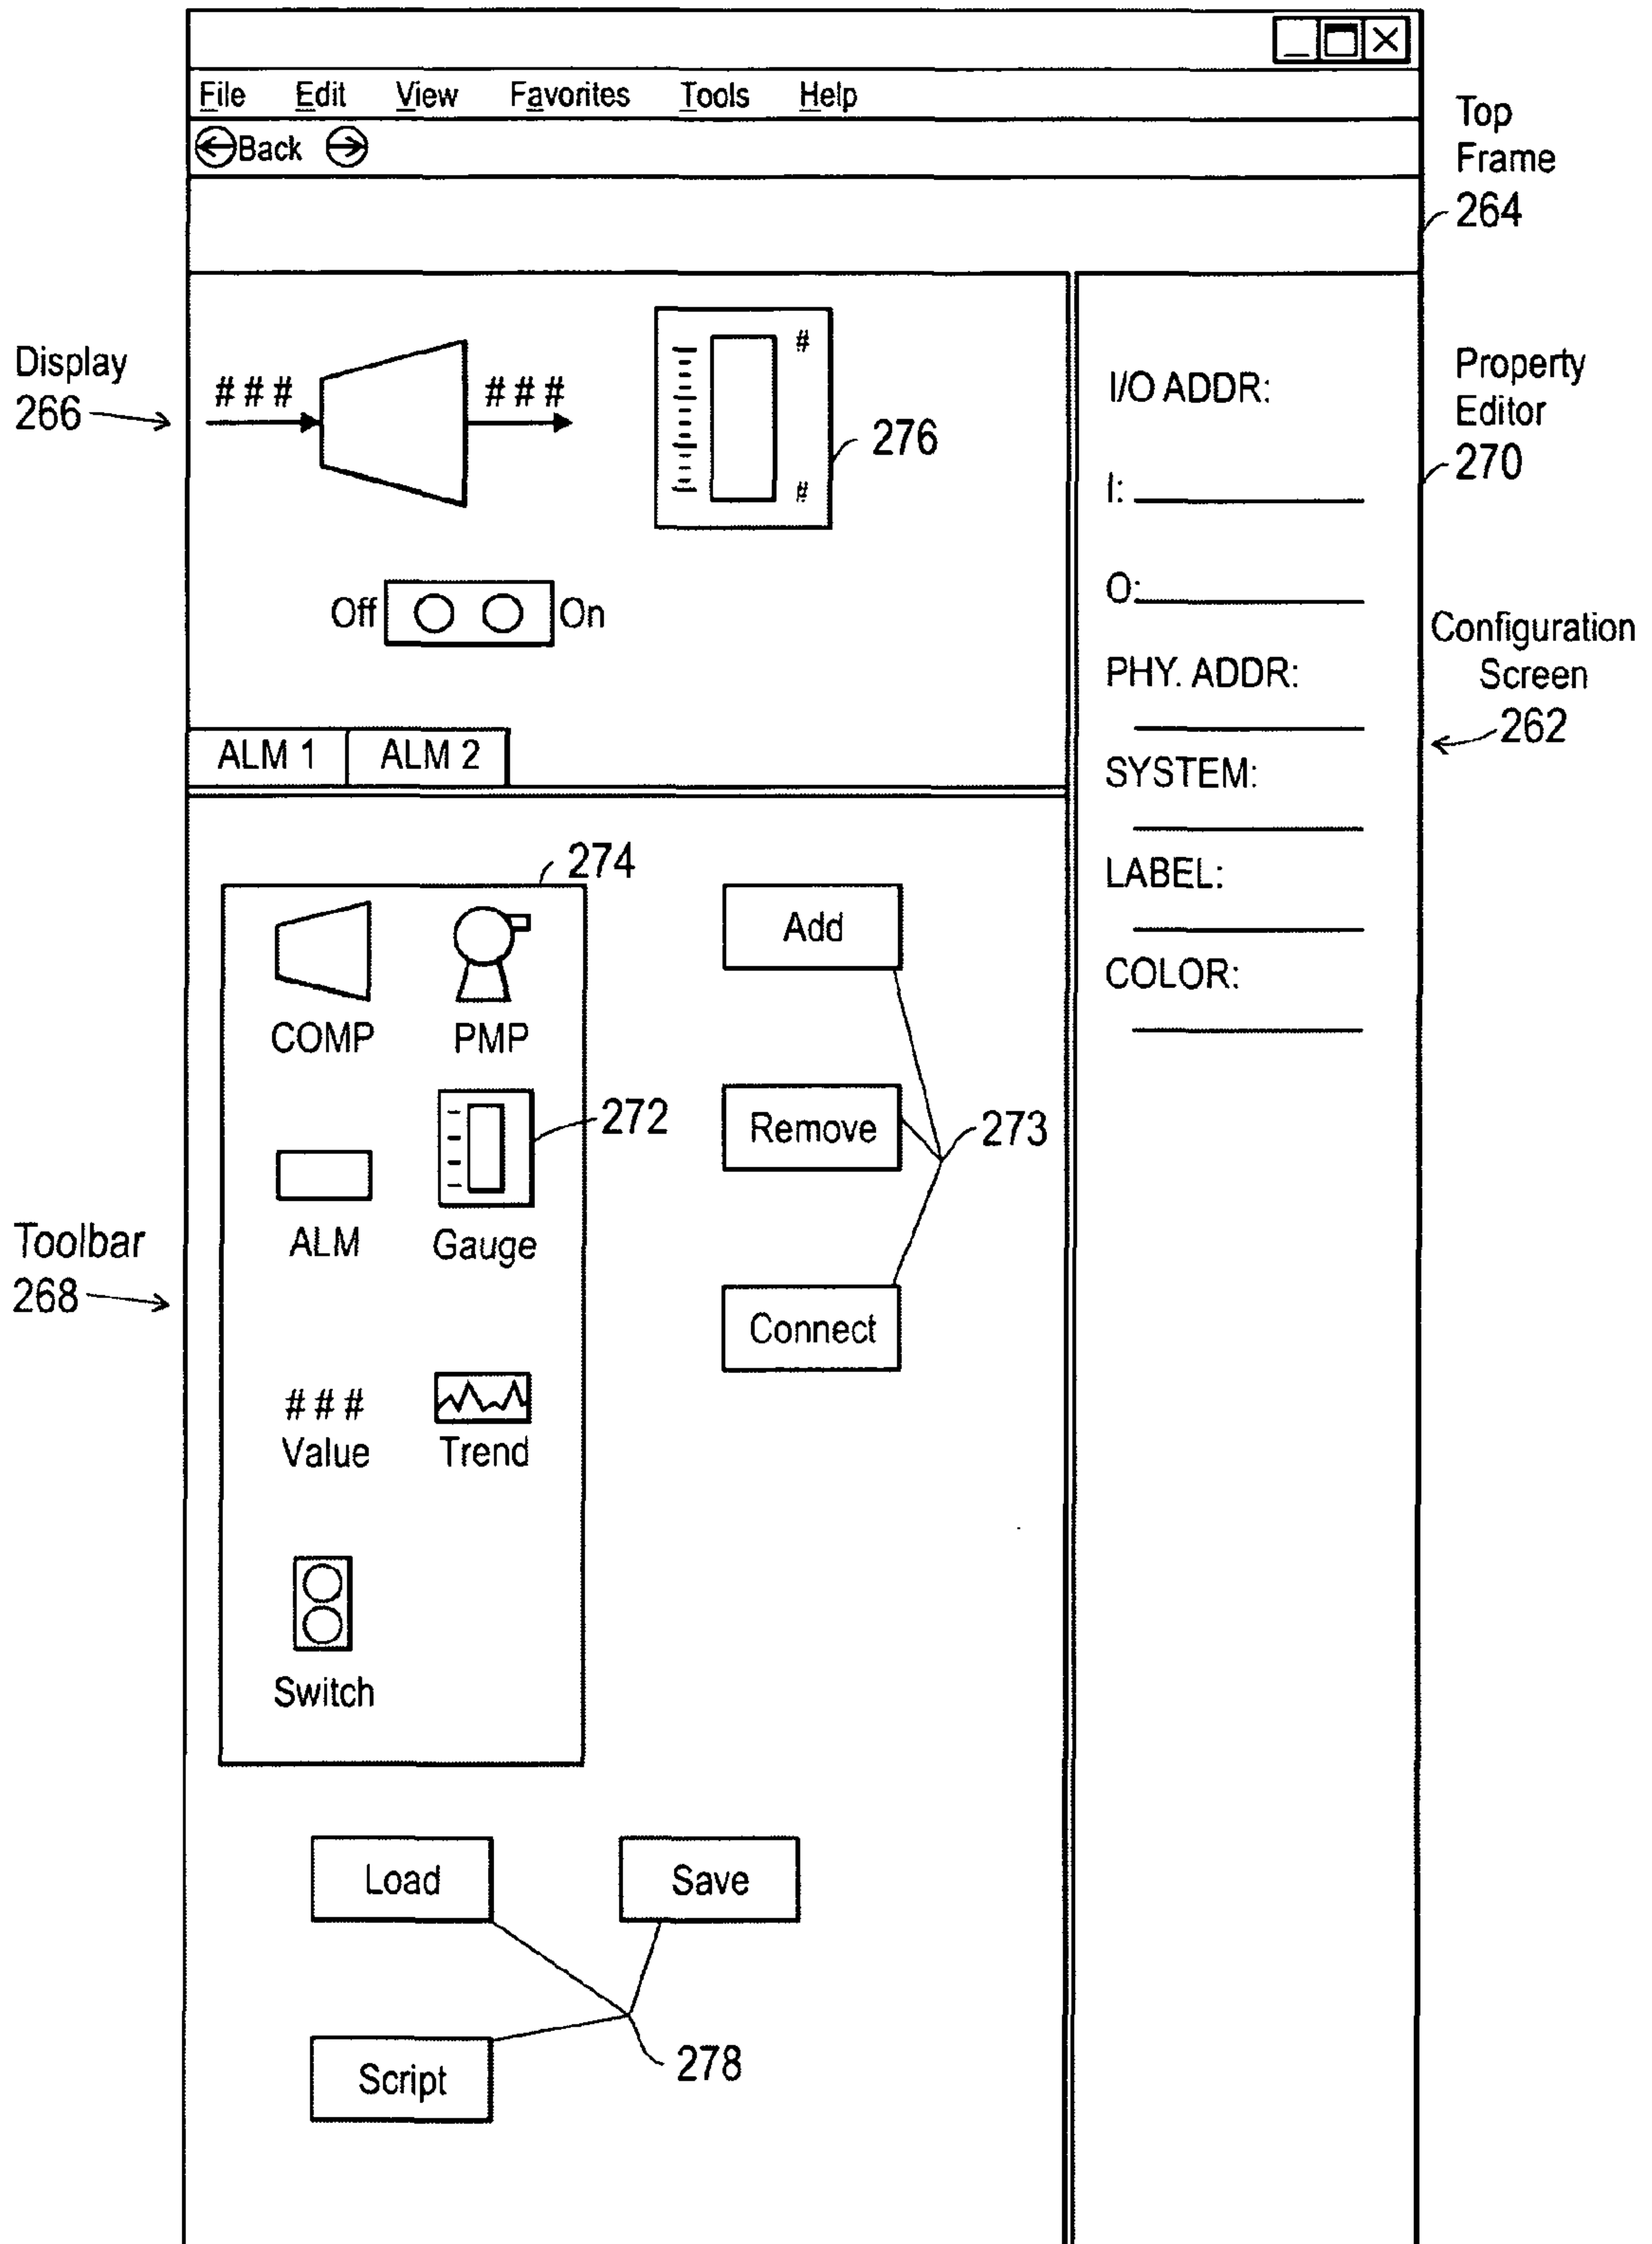 File Edit View Favorites Tools Help
Back
Top
Frame
264
Display
266
###
###
#
#
276
Off
On
ALM 1 ALM 2
I/O ADDR:
I:
O:
PHY. ADDR:
SYSTEM:
LABEL:
COLOR:
Property
Editor
270
Configuration
Screen
262
Toolbar
268
274
COMP PMP
272
ALM Gauge
###
Value Trend
Switch
Add
Remove
273
Connect
Load Save
Script
278